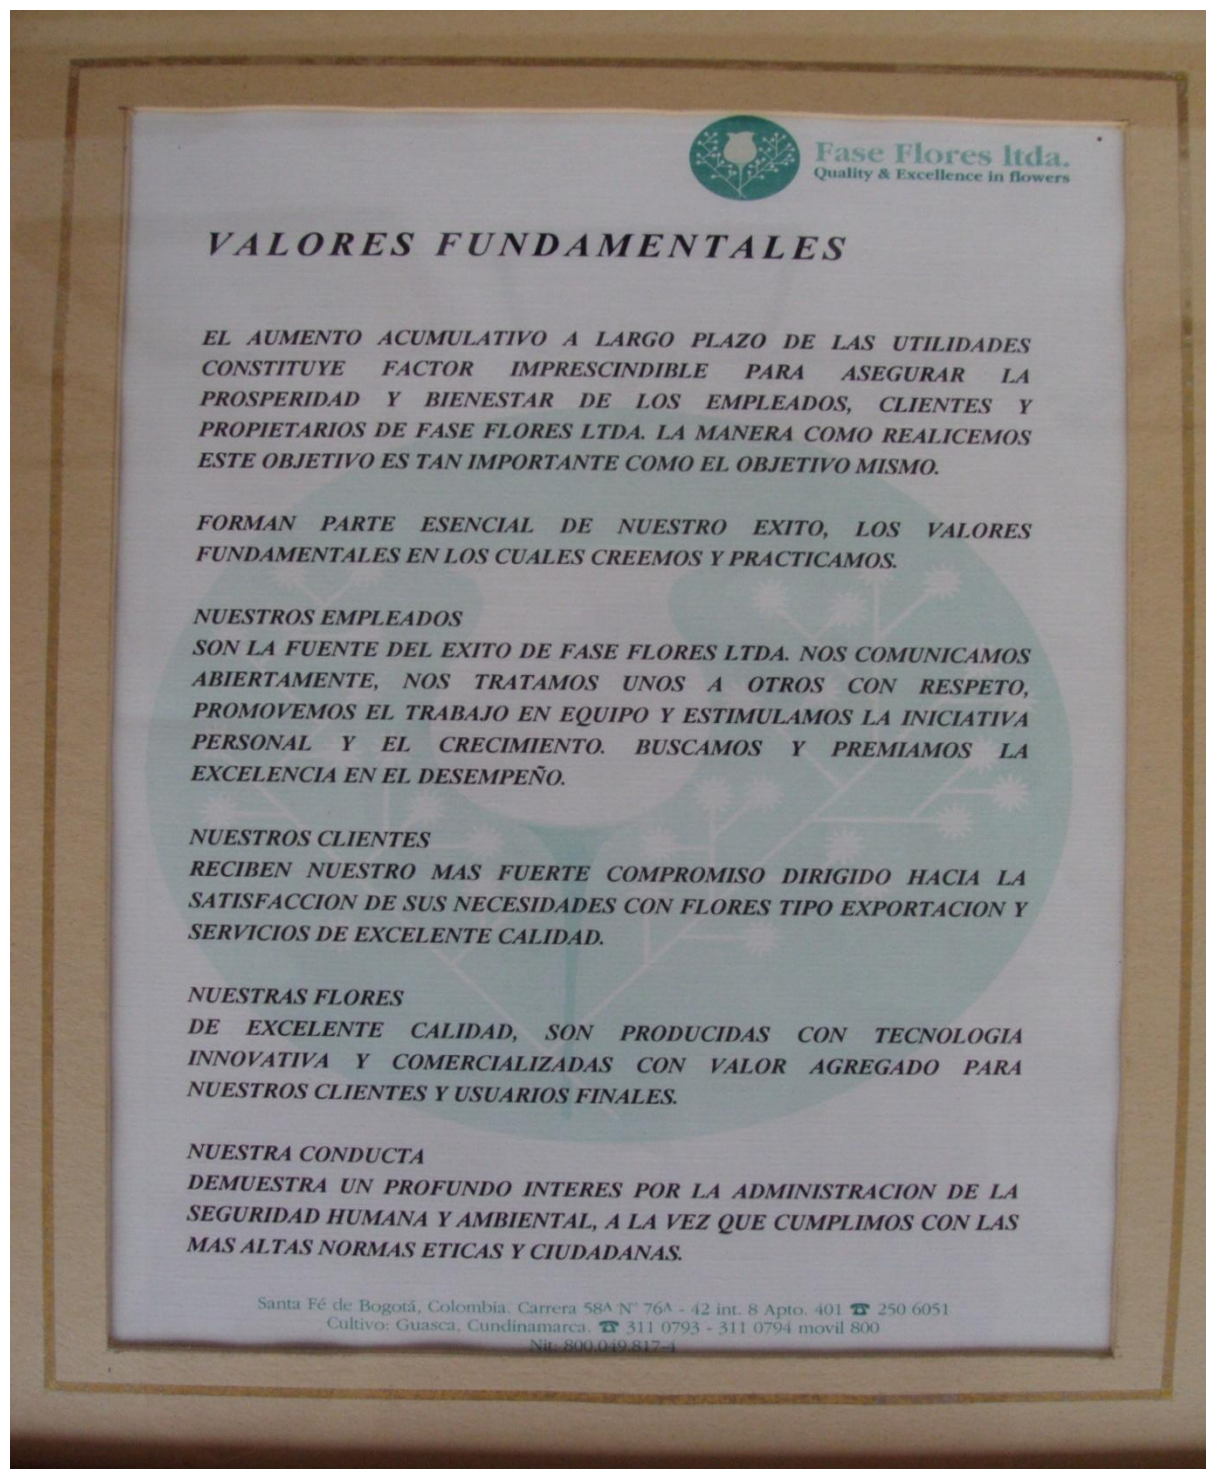 Fase Flores ltda.
Quality & Excellence in flowers
VALORES FUNDAMENTALES
EL AUMENTO ACUMULATIVO A LARGO PLAZO DE LAS UTILIDADES
CONSTITUYE FACTOR IMPRESCINDIBLE PARA ASEGURAR LA
PROSPERIDAD Y BIENESTAR DE LOS EMPLEADOS, CLIENTES Y
PROPIETARIOS DE FASE FLORES LTDA. LA MANERA COMO REALICEMOS
ESTE OBJETIVO ES TAN IMPORTANTE COMO EL OBJETIVO MISMO.
FORMAN PARTE ESENCIAL DE NUESTRO EXITO, LOS VALORES
FUNDAMENTALES EN LOS CUALES CREEMOS Y PRACTICAMOS.
NUESTROS EMPLEADOS
SON LA FUENTE DEL EXITO DE FASE FLORES LTDA. NOS COMUNICAMOS
ABIERTAMENTE, NOS TRATAMOS UNOS A OTROS CON RESPETO,
PROMOVEMOS EL TRABAJO EN EQUIPO Y ESTIMULAMOS LA INICIATIVA
PERSONAL Y EL CRECIMIENTO. BUSCAMOS Y PREMIAMOS LA
EXCELENCIA EN EL DESEMPEÑO.
NUESTROS CLIENTES
RECIBEN NUESTRO MAS FUERTE COMPROMISO DIRIGIDO HACIA LA
SATISFACCION DE SUS NECESIDADES CON FLORES TIPO EXPORTACION Y
SERVICIOS DE EXCELENTE CALIDAD.
NUESTRAS FLORES
DE EXCELENTE CALIDAD, SON PRODUCIDAS CON TECNOLOGIA
INNOVATIVA Y COMERCIALIZADAS CON VALOR AGREGADO PARA
NUESTROS CLIENTES Y USUARIOS FINALES.
NUESTRA CONDUCTA
DEMUESTRA UN PROFUNDO INTERES POR LA ADMINISTRACION DE LA
SEGURIDAD HUMANA Y AMBIENTAL, A LA VEZ QUE CUMPLIMOS CON LAS
MAS ALTAS NORMAS ETICAS Y CIUDADANAS.
Santa Fé de Bogotá, Colombia. Carrera 58A N° 76A - 42 int. 8 Apto. 401 ☎ 250 6051
Cultivo: Guasca, Cundinamarca. ☎ 311 0793 - 311 0794 movil 800
Nit: 800.049.817-4